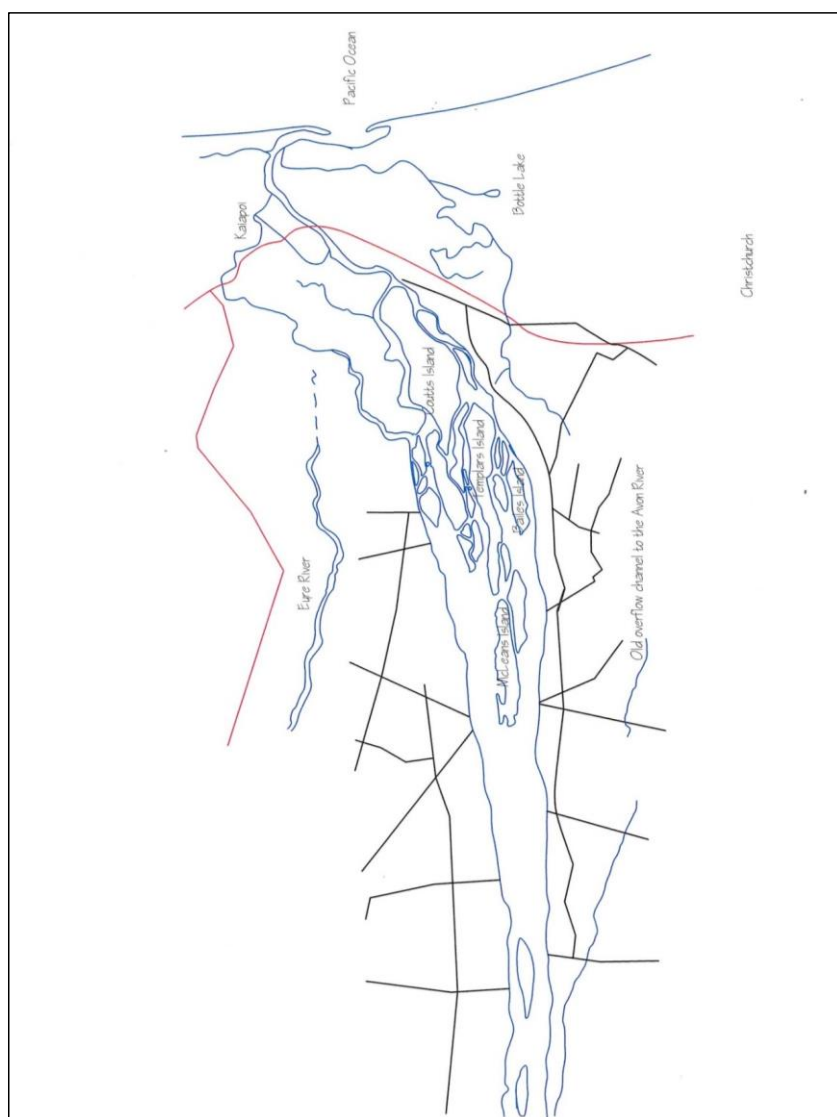 Pacific Ocean
Kaiapoi
Bottle Lake
Christchurch
Coutts Island
Templars Island
Bailies Island
Eyre River
McLeans Island
Old overflow channel to the Avon River